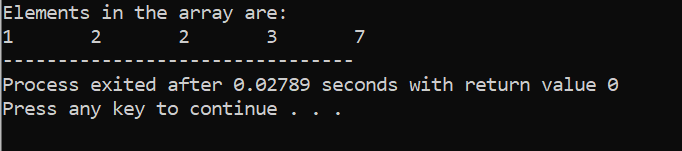 Elements in the array are:
1       2       2       3       7
--------------------------------
Process exited after 0.02789 seconds with return value 0
Press any key to continue . . .